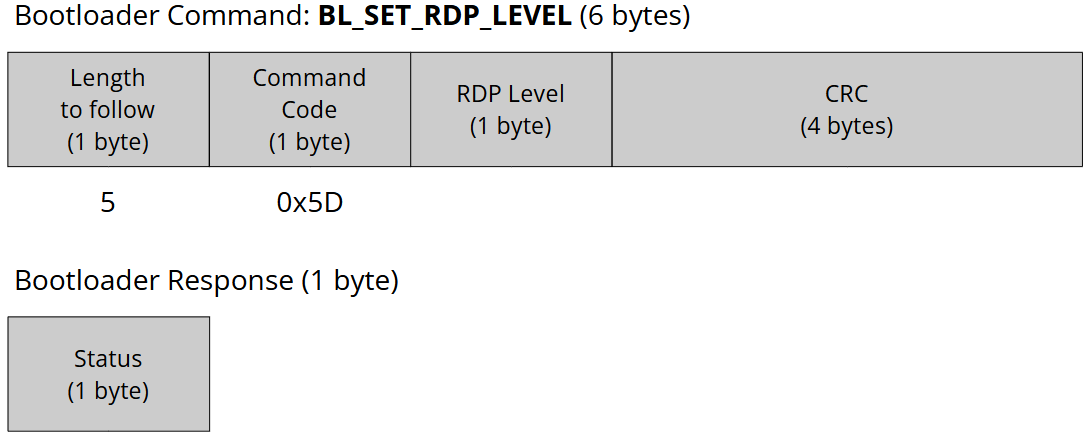 Bootloader Command: BL_SET_RDP_LEVEL (6 bytes)
Length
to follow
(1 byte)
Command
Code
(1 byte)
RDP Level
(1 byte)
CRC
(4 bytes)
5
0x5D
Bootloader Response (1 byte)
Status
(1 byte)